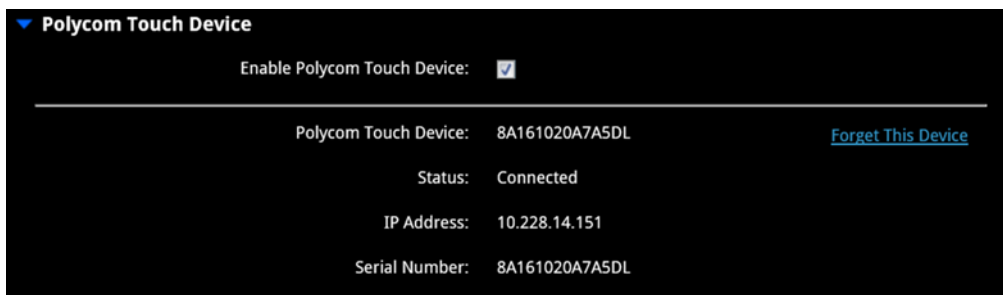 Polycom Touch Device
Enable Polycom Touch Device:
Polycom Touch Device: 8A161020A7A5DL Forget This Device
Status: Connected
IP Address: 10.228.14.151
Serial Number: 8A161020A7A5DL